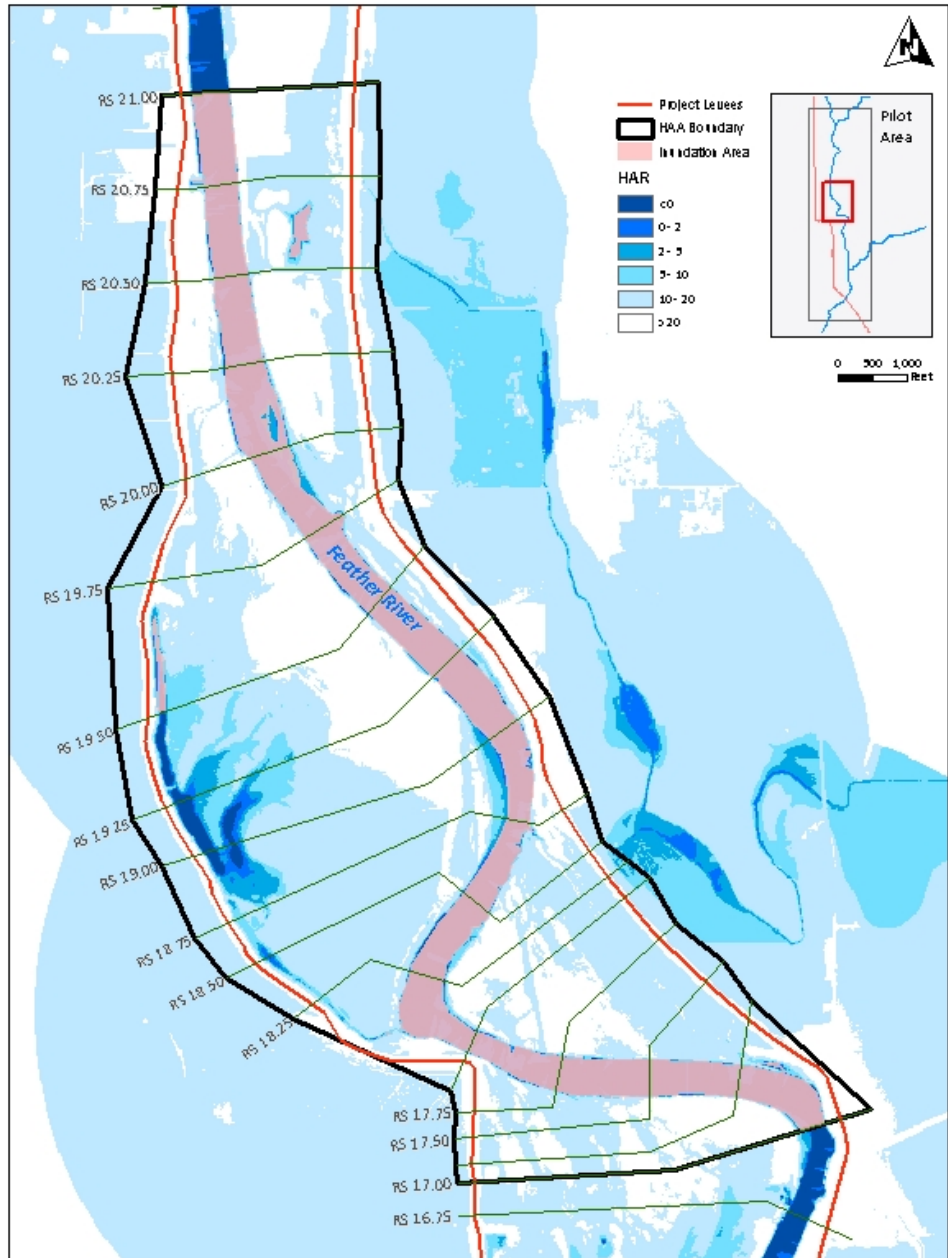 N
RS 21.00
Project Levees
HAA Boundary
Inundation Area
Pilot
Area
HAR
<0
0-2
2-5
5-10
10-20
>20
0 500 1,000
Feet
RS 20.75
RS 20.50
RS 20.25
RS 20.00
RS 19.75
Feather River
RS 19.50
RS 19.25
RS 19.00
RS 18.75
RS 18.50
RS 18.25
RS 17.75
RS 17.50
RS 17.00
RS 16.75